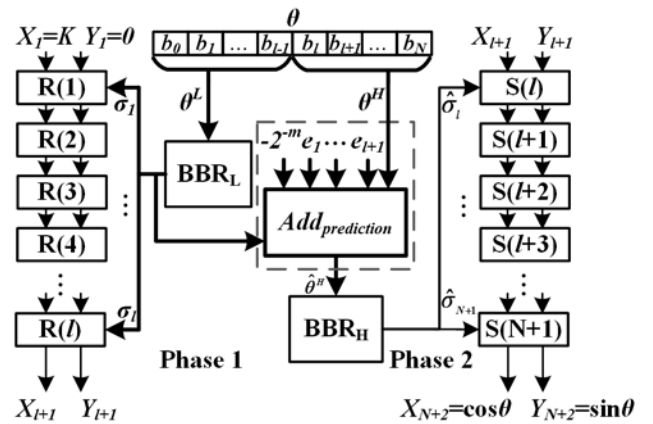 θ
X1=K Y1=0
b0 b1 ... bl-1 bl bl+1 ... bN
Xl+1 Yl+1
R(1)
σ1
θL
θH
σ̂l
S(l)
R(2)
-2-m e1 ... el+1
S(l+1)
BBRL
R(3)
...
S(l+2)
...
Addprediction
R(4)
S(l+3)
...
...
θ̂H
σl
σ̂N+1
R(l)
BBRH
S(N+1)
Phase 1
Phase 2
Xl+1 Yl+1
XN+2=cosθ YN+2=sinθ